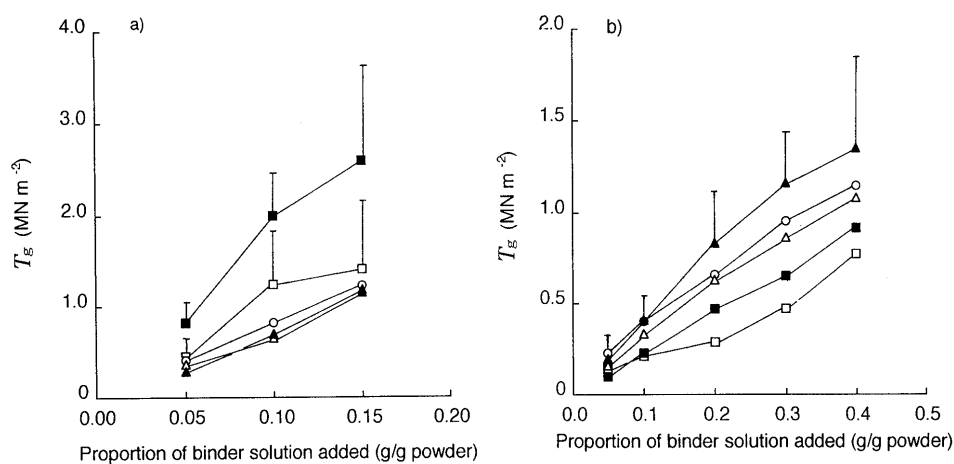 a)
4.0
3.0
2.0
1.0
0
Tg (MN m⁻²)
0.00 0.05 0.10 0.15 0.20
Proportion of binder solution added (g/g powder)
b)
2.0
1.5
1.0
0.5
0
Tg (MN m⁻²)
0.0 0.1 0.2 0.3 0.4 0.5
Proportion of binder solution added (g/g powder)